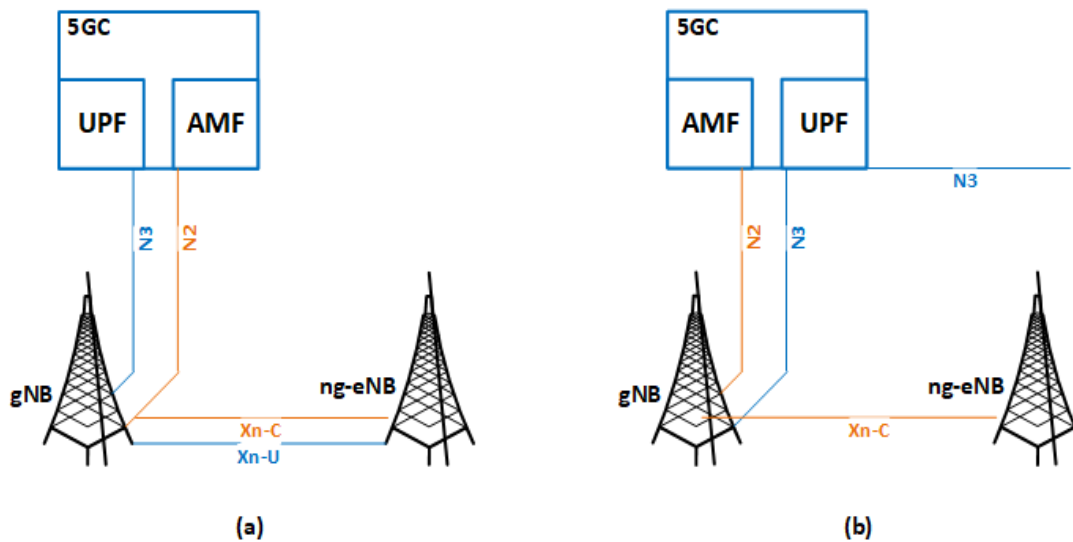 5GC
UPF
AMF
N3
N2
gNB
ng-eNB
Xn-C
Xn-U
(a)
5GC
AMF
UPF
N3
N2
N3
gNB
ng-eNB
Xn-C
(b)